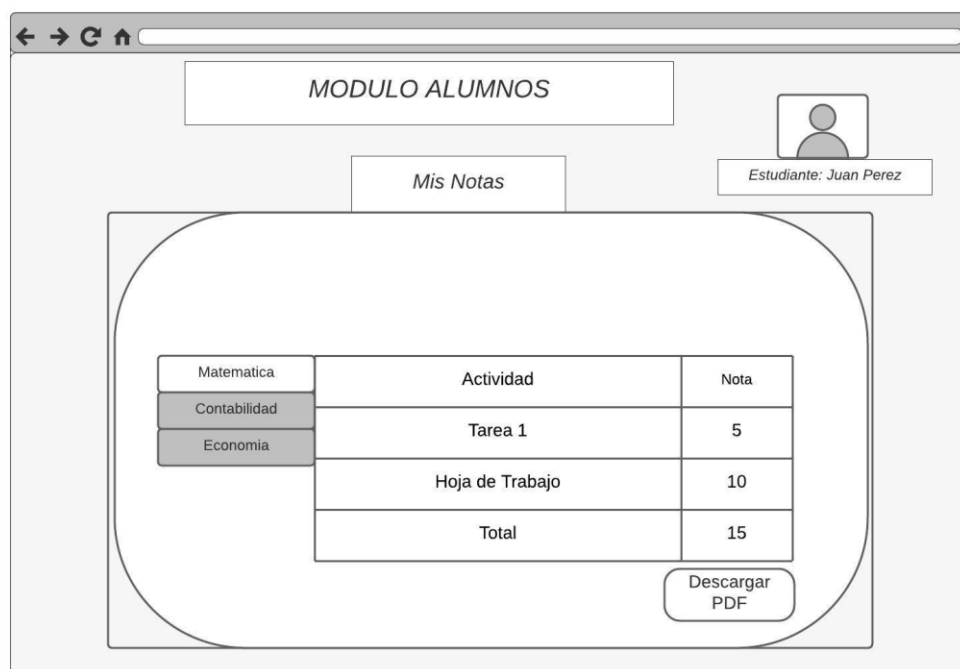 MODULO ALUMNOS
Estudiante: Juan Perez
Mis Notas
Matematica
Actividad
Nota
Contabilidad
Tarea 1
5
Economia
Hoja de Trabajo
10
Total
15
Descargar
PDF